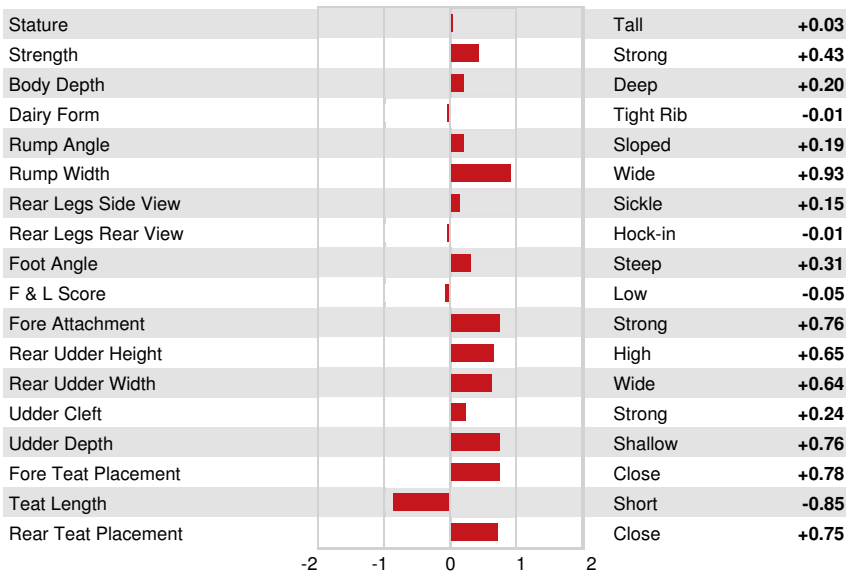 Stature Tall +0.03
Strength Strong +0.43
Body Depth Deep +0.20
Dairy Form Tight Rib -0.01
Rump Angle Sloped +0.19
Rump Width Wide +0.93
Rear Legs Side View Sickle +0.15
Rear Legs Rear View Hock-in -0.01
Foot Angle Steep +0.31
F & L Score Low -0.05
Fore Attachment Strong +0.76
Rear Udder Height High +0.65
Rear Udder Width Wide +0.64
Udder Cleft Strong +0.24
Udder Depth Shallow +0.76
Fore Teat Placement Close +0.78
Teat Length Short -0.85
Rear Teat Placement Close +0.75
-2 -1 0 1 2